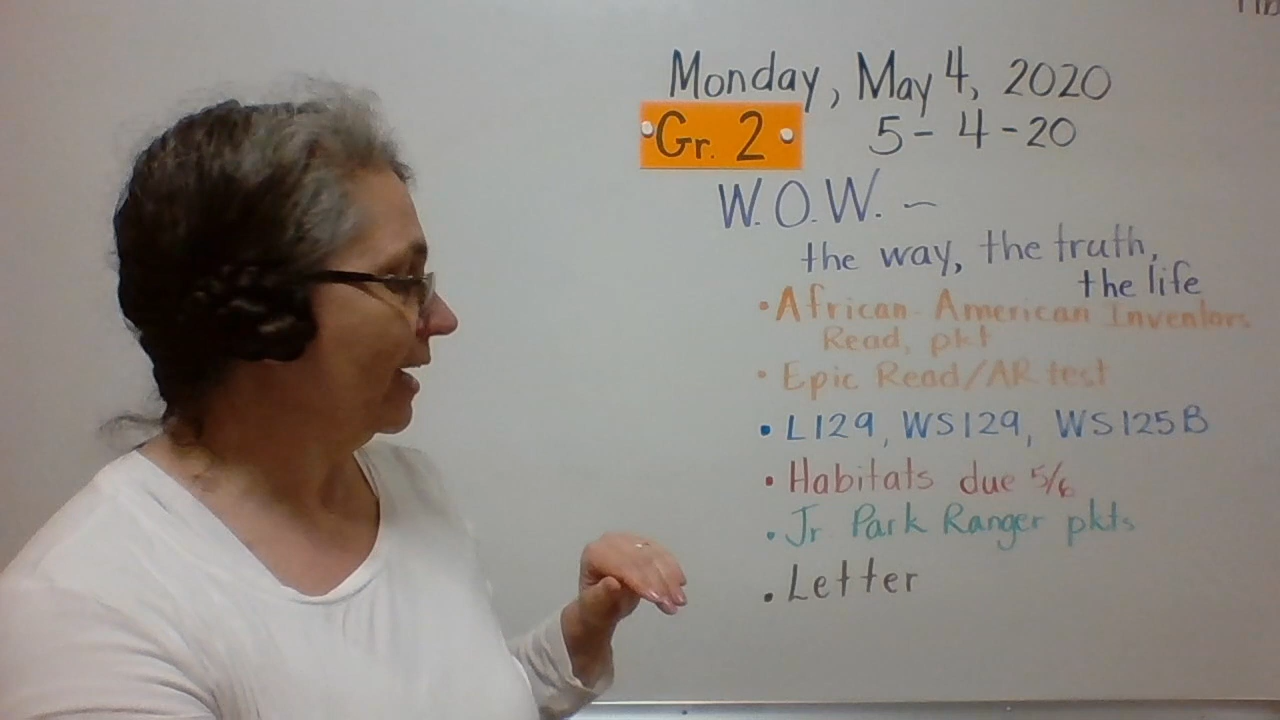 Monday, May 4, 2020
Gr. 2
5-4-20
W.O.W. –
the way, the truth,
the life
• African-American Inventors
Read, pkt
• Epic Read/AR test
• L129, WS129, WS125B
• Habitats due 5/6
• Jr Park Ranger pkts
• Letter